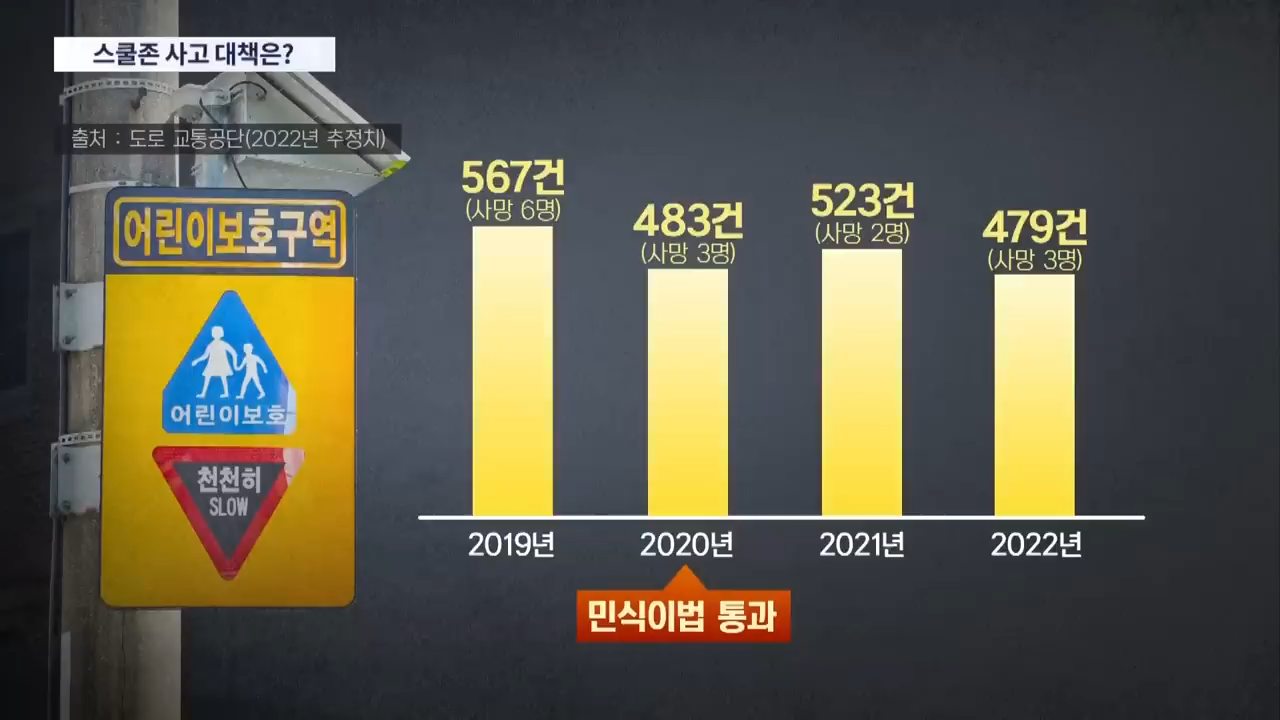 스쿨존 사고 대책은?
출처 : 도로 교통공단(2022년 추정치)
어린이보호구역
어린이보호
천천히
SLOW
567건
(사망 6명)
483건
(사망 3명)
523건
(사망 2명)
479건
(사망 3명)
2019년
2020년
2021년
2022년
민식이법 통과